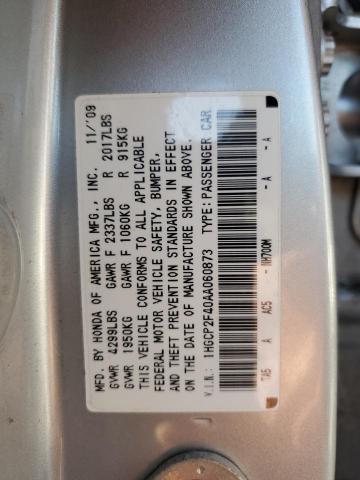 MFD. BY HONDA OF AMERICA MFG., INC. 11/'09
GVWR 4299LBS GAWR F 2337LBS R 2017LBS
GVWR 1950KG GAWR F 1060KG R 915KG
THIS VEHICLE CONFORMS TO ALL APPLICABLE
FEDERAL MOTOR VEHICLE SAFETY, BUMPER,
AND THEFT PREVENTION STANDARDS IN EFFECT
ON THE DATE OF MANUFACTURE SHOWN ABOVE.
V.I.N.: 1HGCP2F40AA060873 TYPE: PASSENGER CAR
TA5 A AC5 - NH700M - A - A